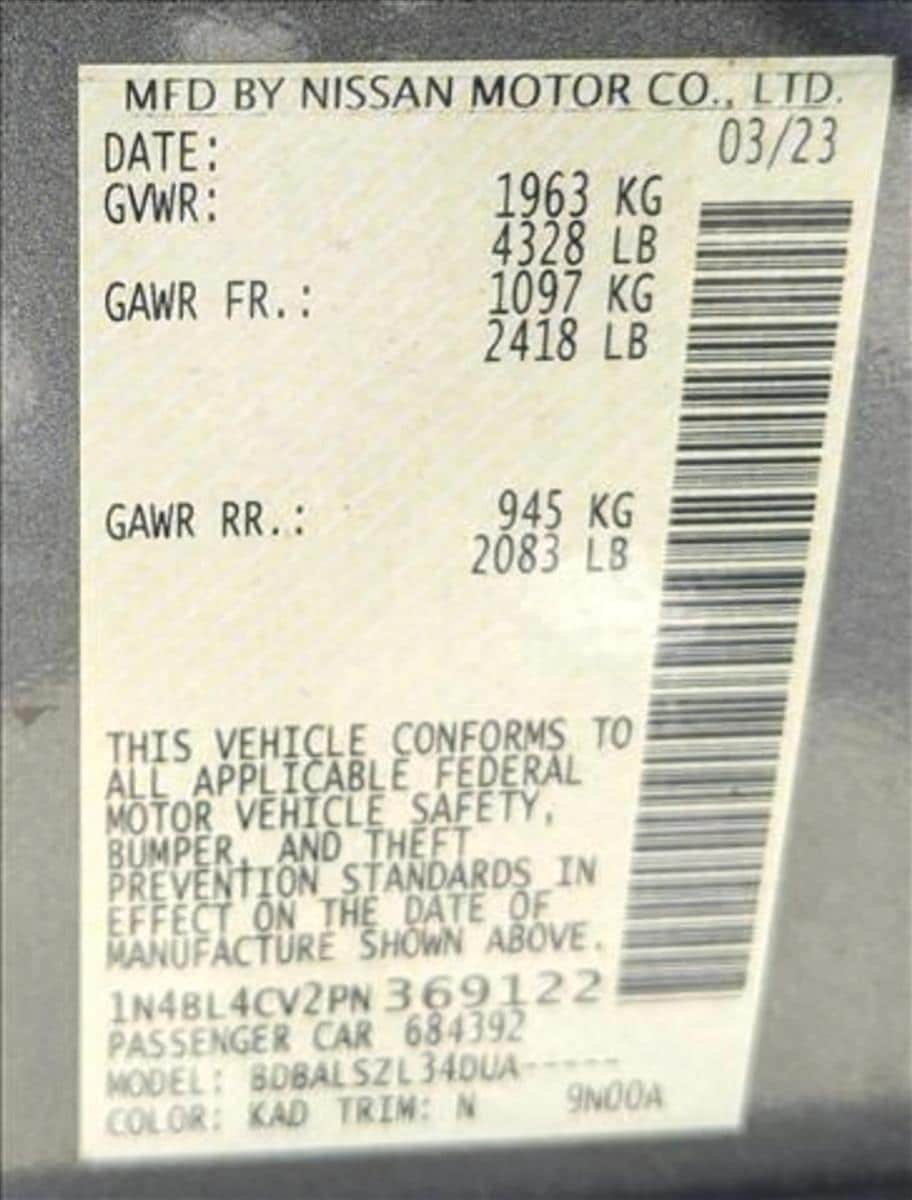 MFD BY NISSAN MOTOR CO., LTD.
DATE: 03/23
GVWR: 1963 KG
4328 LB
GAWR FR.: 1097 KG
2418 LB
GAWR RR.: 945 KG
2083 LB
THIS VEHICLE CONFORMS TO
ALL APPLICABLE FEDERAL
MOTOR VEHICLE SAFETY,
BUMPER, AND THEFT
PREVENTION STANDARDS IN
EFFECT ON THE DATE OF
MANUFACTURE SHOWN ABOVE.
1N4BL4CV2PN369122
PASSENGER CAR 684392
MODEL: BDBALSZL34DUA-----
COLOR: KAD TRIM: N 9N00A